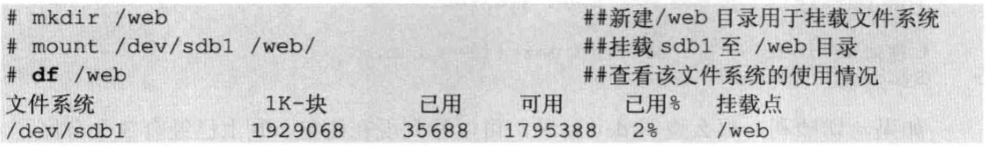 # mkdir /web ##新建/web 目录用于挂载文件系统
# mount /dev/sdb1 /web/ ##挂载 sdb1 至 /web 目录
# df /web ##查看该文件系统的使用情况
文件系统 1K-块 已用 可用 已用% 挂载点
/dev/sdb1 1929068 35688 1795388 2% /web